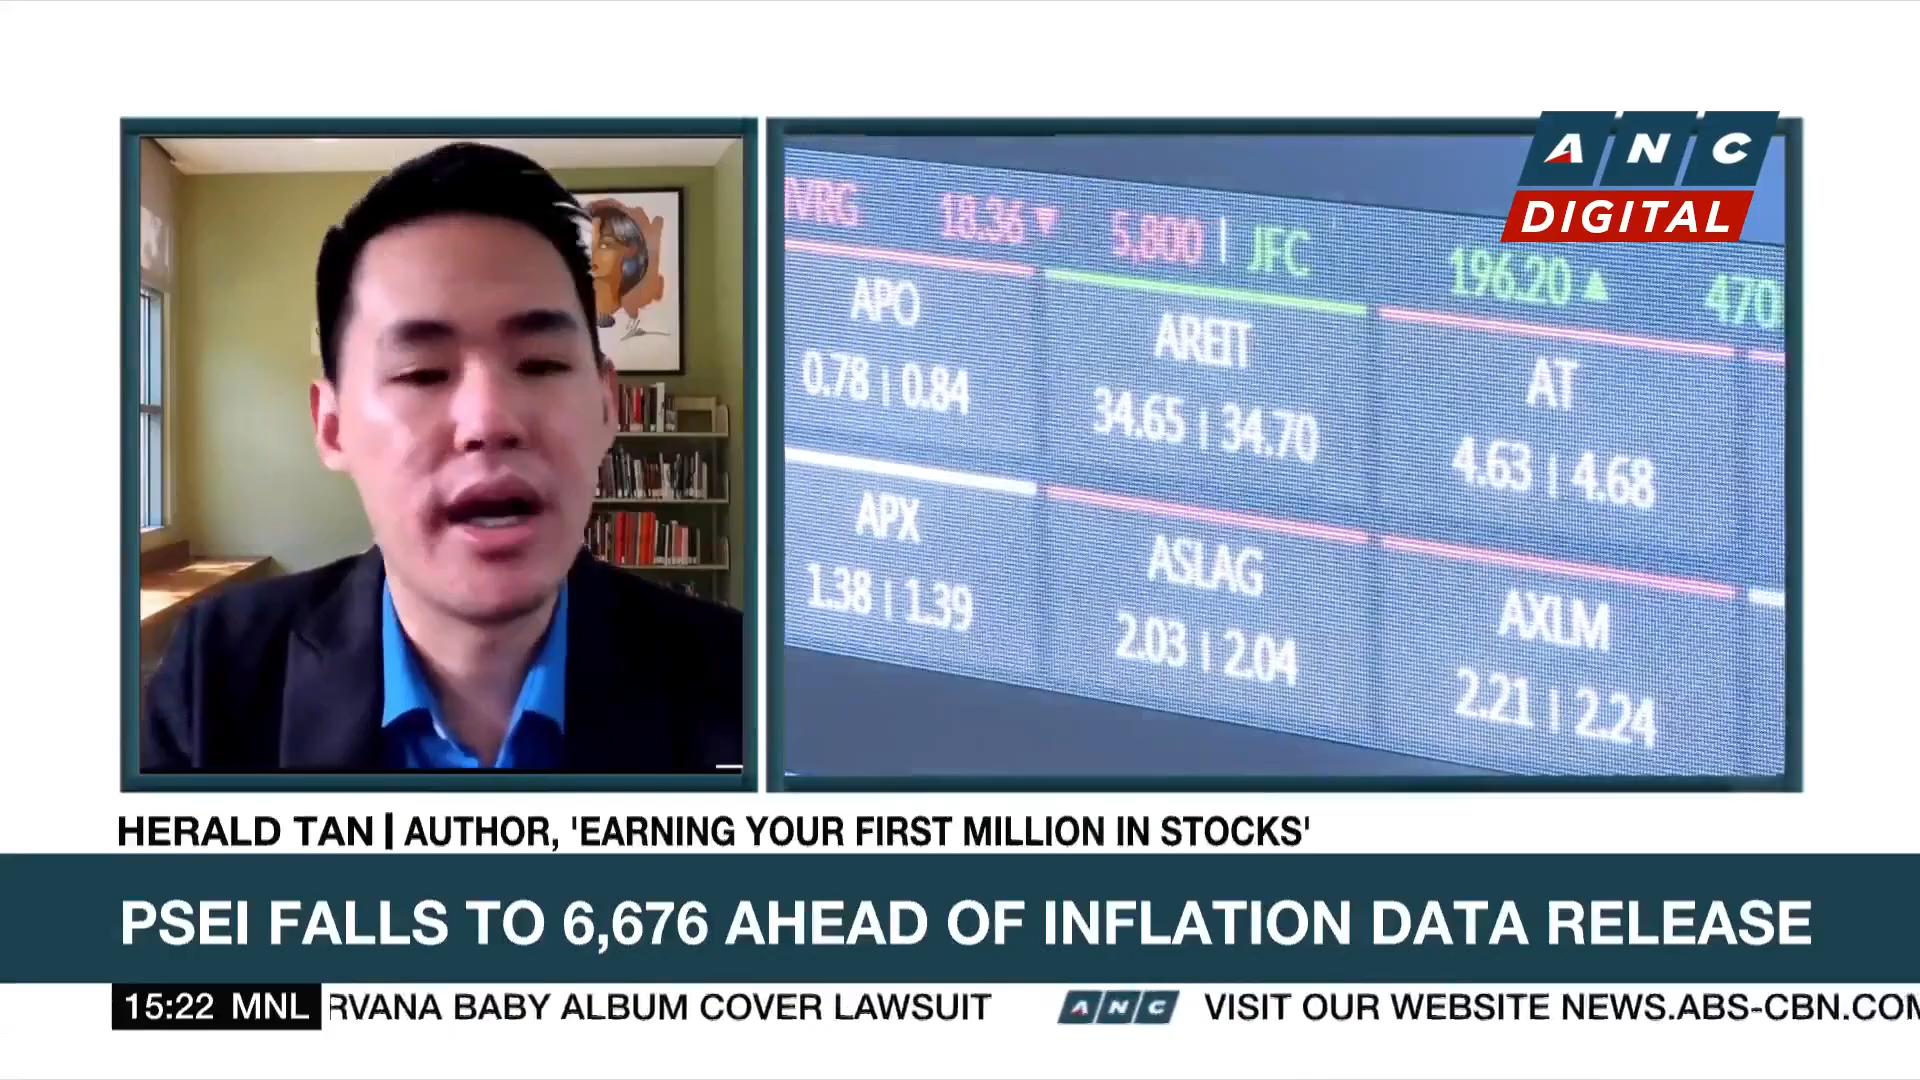 ANC
DIGITAL
NRG 18.36▼ 5,800 | JFC 196.20▲ 470
APO
0.78 | 0.84
AREIT
34.65 | 34.70
AT
4.63 | 4.68
APX
1.38 | 1.39
ASLAG
2.03 | 2.04
AXLM
2.21 | 2.24
HERALD TAN | AUTHOR, 'EARNING YOUR FIRST MILLION IN STOCKS'
PSEI FALLS TO 6,676 AHEAD OF INFLATION DATA RELEASE
15:22 MNL RVANA BABY ALBUM COVER LAWSUIT ANC VISIT OUR WEBSITE NEWS.ABS-CBN.COM